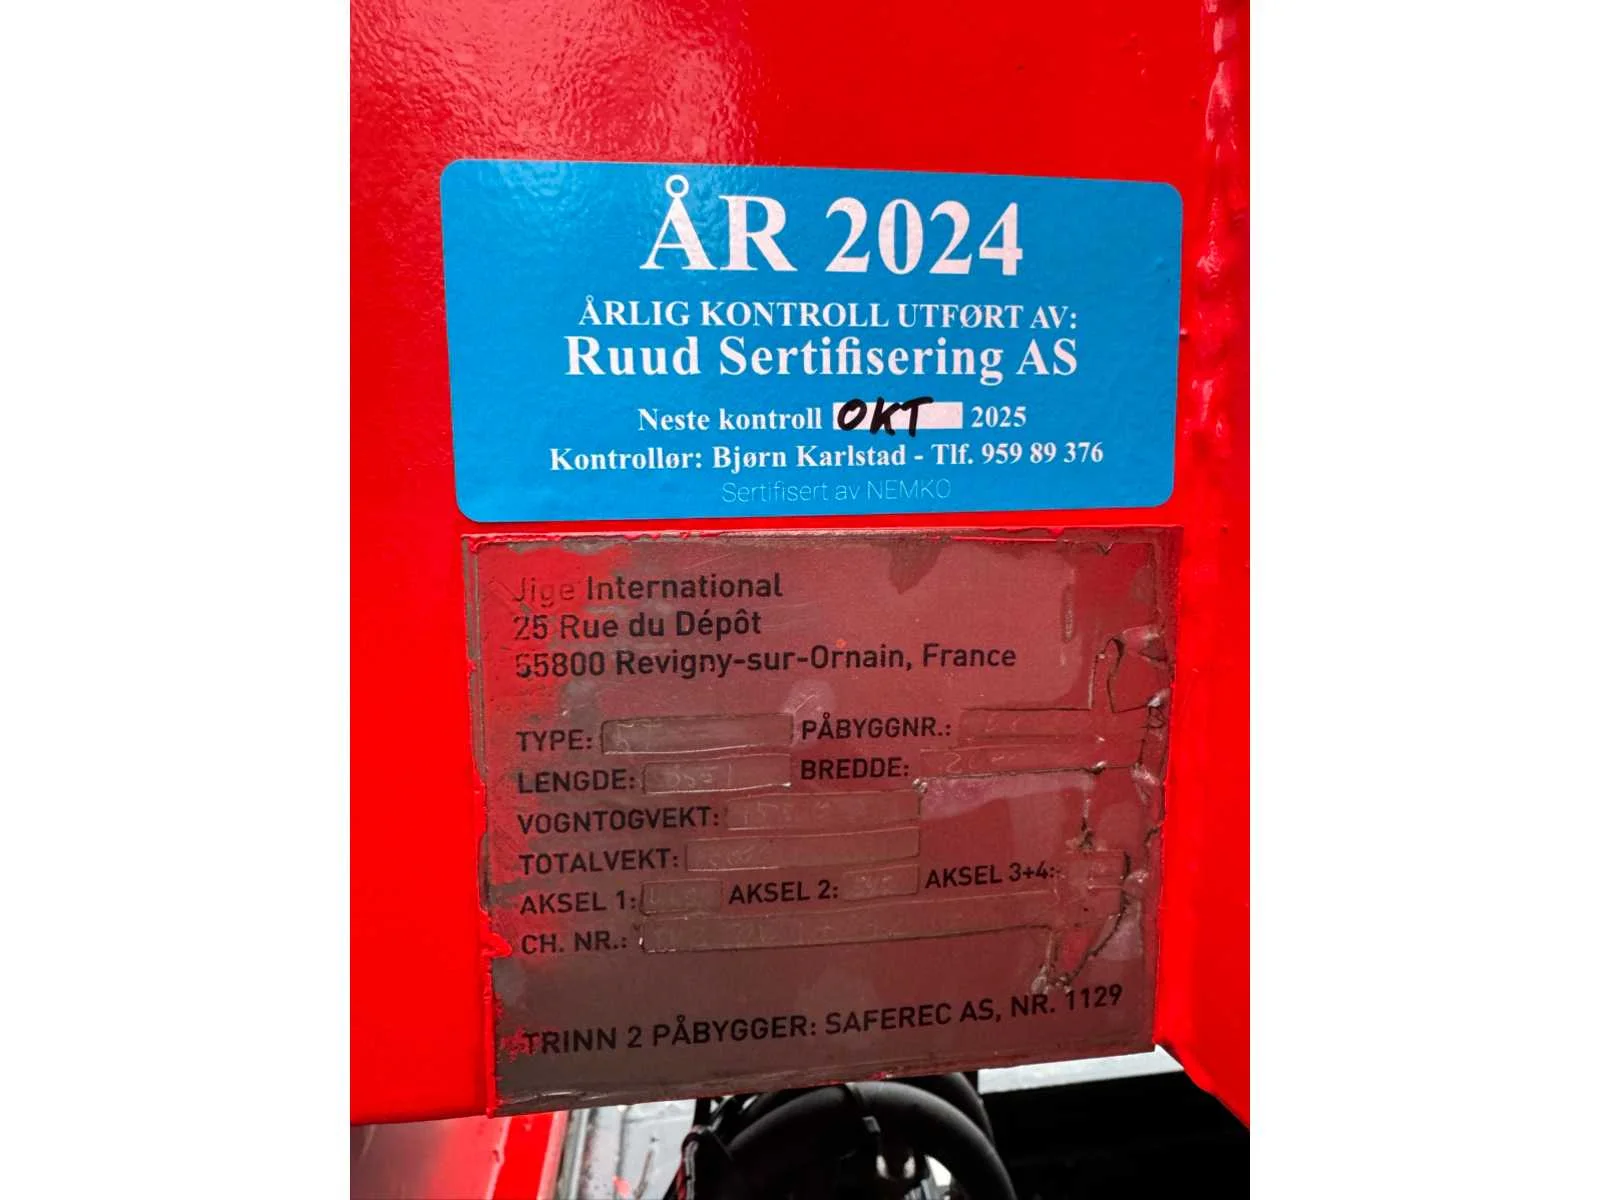 ÅR 2024
ÅRLIG KONTROLL UTFØRT AV:
Ruud Sertifisering AS
Neste kontroll OKT 2025
Kontrollør: Bjørn Karlstad - Tlf. 959 89 376
Sertifisert av NEMKO
Jige International
25 Rue du Dépôt
55800 Revigny-sur-Ornain, France
TYPE: PÅBYGGNR.:
LENGDE: BREDDE:
VOGNTOGVEKT:
TOTALVEKT:
AKSEL 1: AKSEL 2: AKSEL 3+4:
CH. NR.:
TRINN 2 PÅBYGGER: SAFEREC AS, NR. 1129